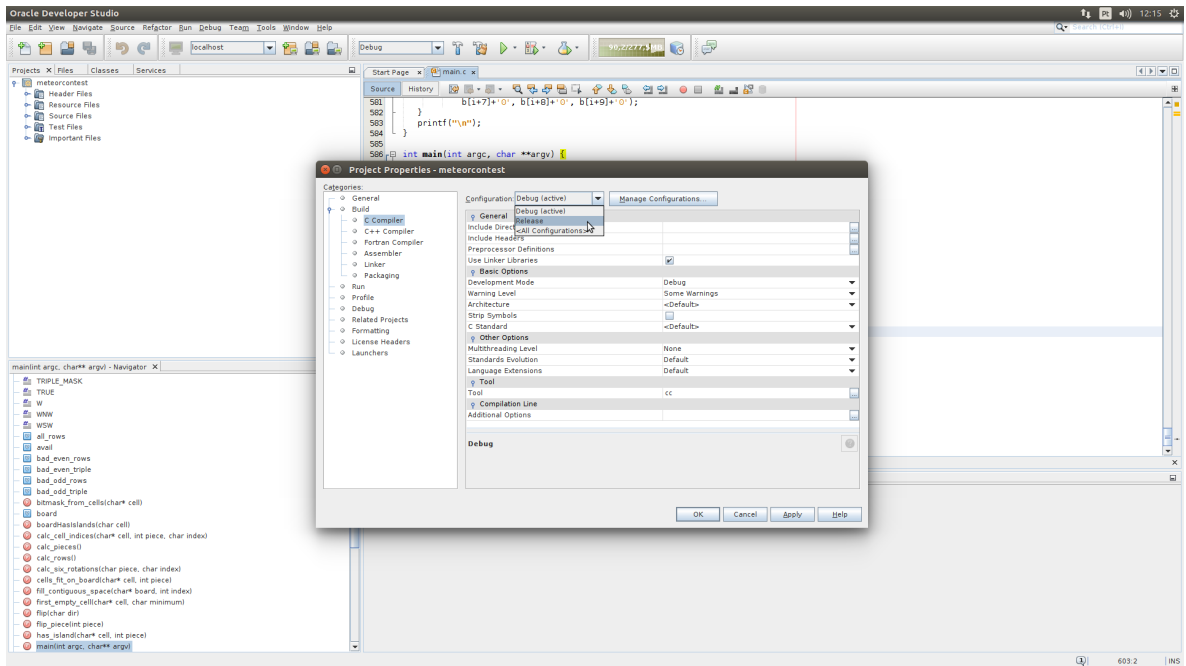 Oracle Developer Studio
Pt 12:15
File Edit View Navigate Source Refactor Run Debug Team Tools Window Help
Search (Ctrl+I)
localhost
Debug
Projects Files Classes Services
Start Page main.c
meteorcontest
Header Files
Resource Files
Source Files
Test Files
Important Files
Source History
581 b[i+7]+'0', b[i+8]+'0', b[i+9]+'0');
582 }
583 printf("\n");
584 }
585
586 int main(int argc, char **argv) {
Project Properties - meteorcontest
Categories:
General
Build
C Compiler
C++ Compiler
Fortran Compiler
Assembler
Linker
Packaging
Run
Profile
Debug
Related Projects
Formatting
License Headers
Launchers
Configuration: Debug (active) Manage Configurations...
Debug (active)
Release
<All Configurations>
General
Include Direct
Include Headers
Preprocessor Definitions
Use Linker Libraries
Basic Options
Development Mode Debug
Warning Level Some Warnings
Architecture <Default>
Strip Symbols
C Standard <Default>
Other Options
Multithreading Level None
Standards Evolution Default
Language Extensions Default
Tool
Tool cc
Compilation Line
Additional Options
Debug
OK Cancel Apply Help
main(int argc, char** argv) - Navigator
TRIPLE_MASK
TRUE
W
WNW
WSW
all_rows
avail
bad_even_rows
bad_even_triple
bad_odd_rows
bad_odd_triple
bitmask_from_cells(char* cell)
board
boardHasIslands(char cell)
calc_cell_indices(char* cell, int piece, char index)
calc_pieces()
calc_rows()
calc_six_rotations(char piece, char index)
cells_fit_on_board(char* cell, int piece)
fill_contiguous_space(char* board, int index)
first_empty_cell(char* cell, char minimum)
flip(char dir)
flip_piece(int piece)
has_island(char* cell, int piece)
main(int argc, char** argv)
603:2 INS